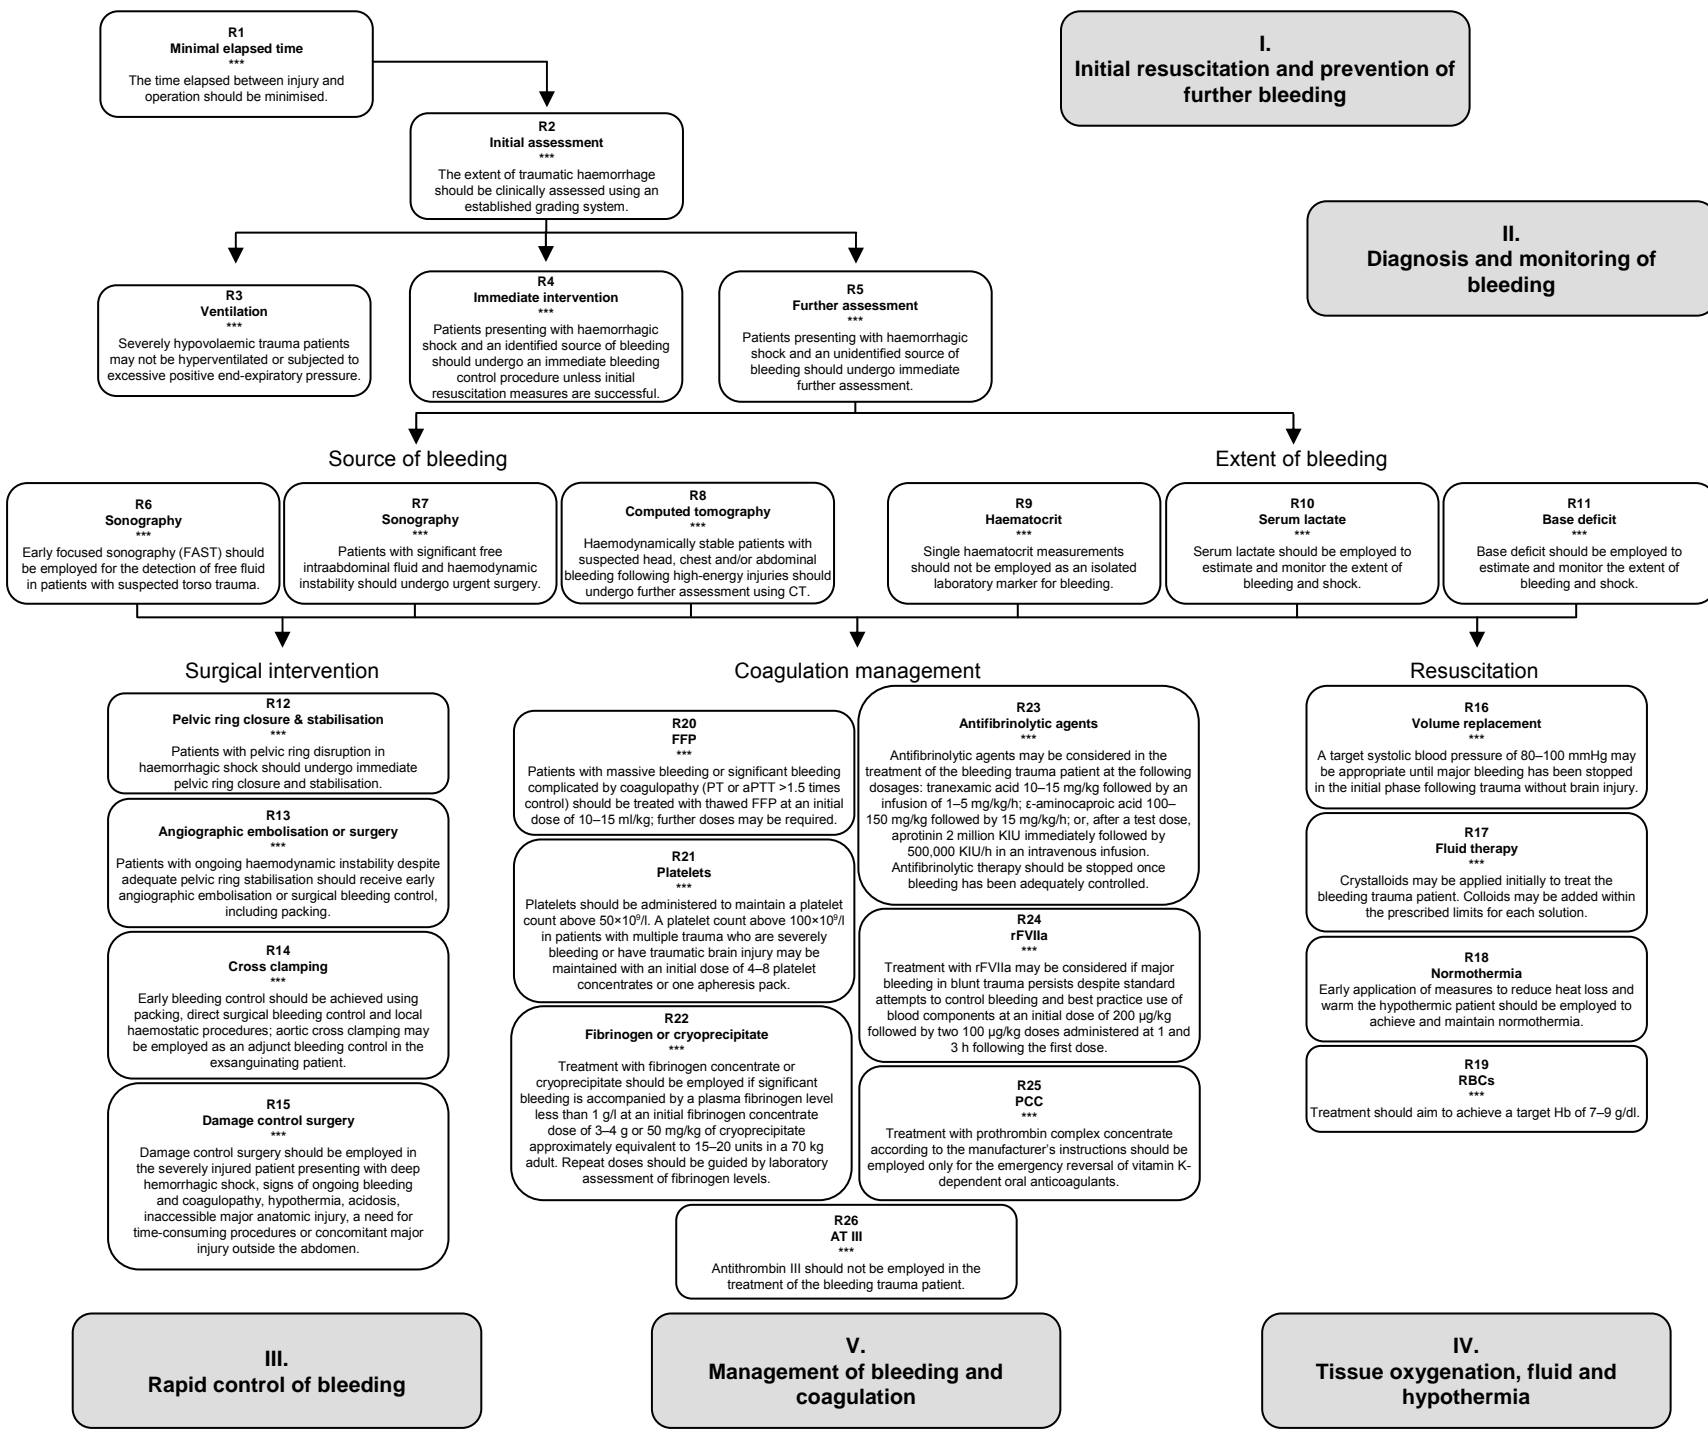 R1
Minimal elapsed time
***
The time elapsed between injury and
operation should be minimised.
I.
Initial resuscitation and prevention of
further bleeding
R2
Initial assessment
***
The extent of traumatic haemorrhage
should be clinically assessed using an
established grading system.
II.
Diagnosis and monitoring of
bleeding
R3
Ventilation
***
Severely hypovolaemic trauma patients
may not be hyperventilated or subjected to
excessive positive end-expiratory pressure.
R4
Immediate intervention
***
Patients presenting with haemorrhagic
shock and an identified source of bleeding
should undergo an immediate bleeding
control procedure unless initial
resuscitation measures are successful.
R5
Further assessment
***
Patients presenting with haemorrhagic
shock and an unidentified source of
bleeding should undergo immediate
further assessment.
Source of bleeding
Extent of bleeding
R6
Sonography
***
Early focused sonography (FAST) should
be employed for the detection of free fluid
in patients with suspected torso trauma.
R7
Sonography
***
Patients with significant free
intraabdominal fluid and haemodynamic
instability should undergo urgent surgery.
R8
Computed tomography
***
Haemodynamically stable patients with
suspected head, chest and/or abdominal
bleeding following high-energy injuries should
undergo further assessment using CT.
R9
Haematocrit
***
Single haematocrit measurements
should not be employed as an isolated
laboratory marker for bleeding.
R10
Serum lactate
***
Serum lactate should be employed to
estimate and monitor the extent of
bleeding and shock.
R11
Base deficit
***
Base deficit should be employed to
estimate and monitor the extent of
bleeding and shock.
Surgical intervention
Coagulation management
Resuscitation
R12
Pelvic ring closure & stabilisation
***
Patients with pelvic ring disruption in
haemorrhagic shock should undergo immediate
pelvic ring closure and stabilisation.
R13
Angiographic embolisation or surgery
***
Patients with ongoing haemodynamic instability despite
adequate pelvic ring stabilisation should receive early
angiographic embolisation or surgical bleeding control,
including packing.
R14
Cross clamping
***
Early bleeding control should be achieved using
packing, direct surgical bleeding control and local
haemostatic procedures; aortic cross clamping may
be employed as an adjunct bleeding control in the
exsanguinating patient.
R15
Damage control surgery
***
Damage control surgery should be employed in
the severely injured patient presenting with deep
hemorrhagic shock, signs of ongoing bleeding
and coagulopathy, hypothermia, acidosis,
inaccessible major anatomic injury, a need for
time-consuming procedures or concomitant major
injury outside the abdomen.
R20
FFP
***
Patients with massive bleeding or significant bleeding
complicated by coagulopathy (PT or aPTT >1.5 times
control) should be treated with thawed FFP at an initial
dose of 10–15 ml/kg; further doses may be required.
R21
Platelets
***
Platelets should be administered to maintain a platelet
count above 50×10⁹/l. A platelet count above 100×10⁹/l
in patients with multiple trauma who are severely
bleeding or have traumatic brain injury may be
maintained with an initial dose of 4–8 platelet
concentrates or one apheresis pack.
R22
Fibrinogen or cryoprecipitate
***
Treatment with fibrinogen concentrate or
cryoprecipitate should be employed if significant
bleeding is accompanied by a plasma fibrinogen level
less than 1 g/l at an initial fibrinogen concentrate
dose of 3–4 g or 50 mg/kg of cryoprecipitate
approximately equivalent to 15–20 units in a 70 kg
adult. Repeat doses should be guided by laboratory
assessment of fibrinogen levels.
R23
Antifibrinolytic agents
***
Antifibrinolytic agents may be considered in the
treatment of the bleeding trauma patient at the following
dosages: tranexamic acid 10–15 mg/kg followed by an
infusion of 1–5 mg/kg/h; ε-aminocaproic acid 100–
150 mg/kg followed by 15 mg/kg/h; or, after a test dose,
aprotinin 2 million KIU immediately followed by
500,000 KIU/h in an intravenous infusion.
Antifibrinolytic therapy should be stopped once
bleeding has been adequately controlled.
R24
rFVIIa
***
Treatment with rFVIIa may be considered if major
bleeding in blunt trauma persists despite standard
attempts to control bleeding and best practice use of
blood components at an initial dose of 200 µg/kg
followed by two 100 µg/kg doses administered at 1 and
3 h following the first dose.
R25
PCC
***
Treatment with prothrombin complex concentrate
according to the manufacturer's instructions should be
employed only for the emergency reversal of vitamin K-
dependent oral anticoagulants.
R26
AT III
***
Antithrombin III should not be employed in the
treatment of the bleeding trauma patient.
R16
Volume replacement
***
A target systolic blood pressure of 80–100 mmHg may
be appropriate until major bleeding has been stopped
in the initial phase following trauma without brain injury.
R17
Fluid therapy
***
Crystalloids may be applied initially to treat the
bleeding trauma patient. Colloids may be added within
the prescribed limits for each solution.
R18
Normothermia
Early application of measures to reduce heat loss and
warm the hypothermic patient should be employed to
achieve and maintain normothermia.
R19
RBCs
***
Treatment should aim to achieve a target Hb of 7–9 g/dl.
III.
Rapid control of bleeding
V.
Management of bleeding and
coagulation
IV.
Tissue oxygenation, fluid and
hypothermia